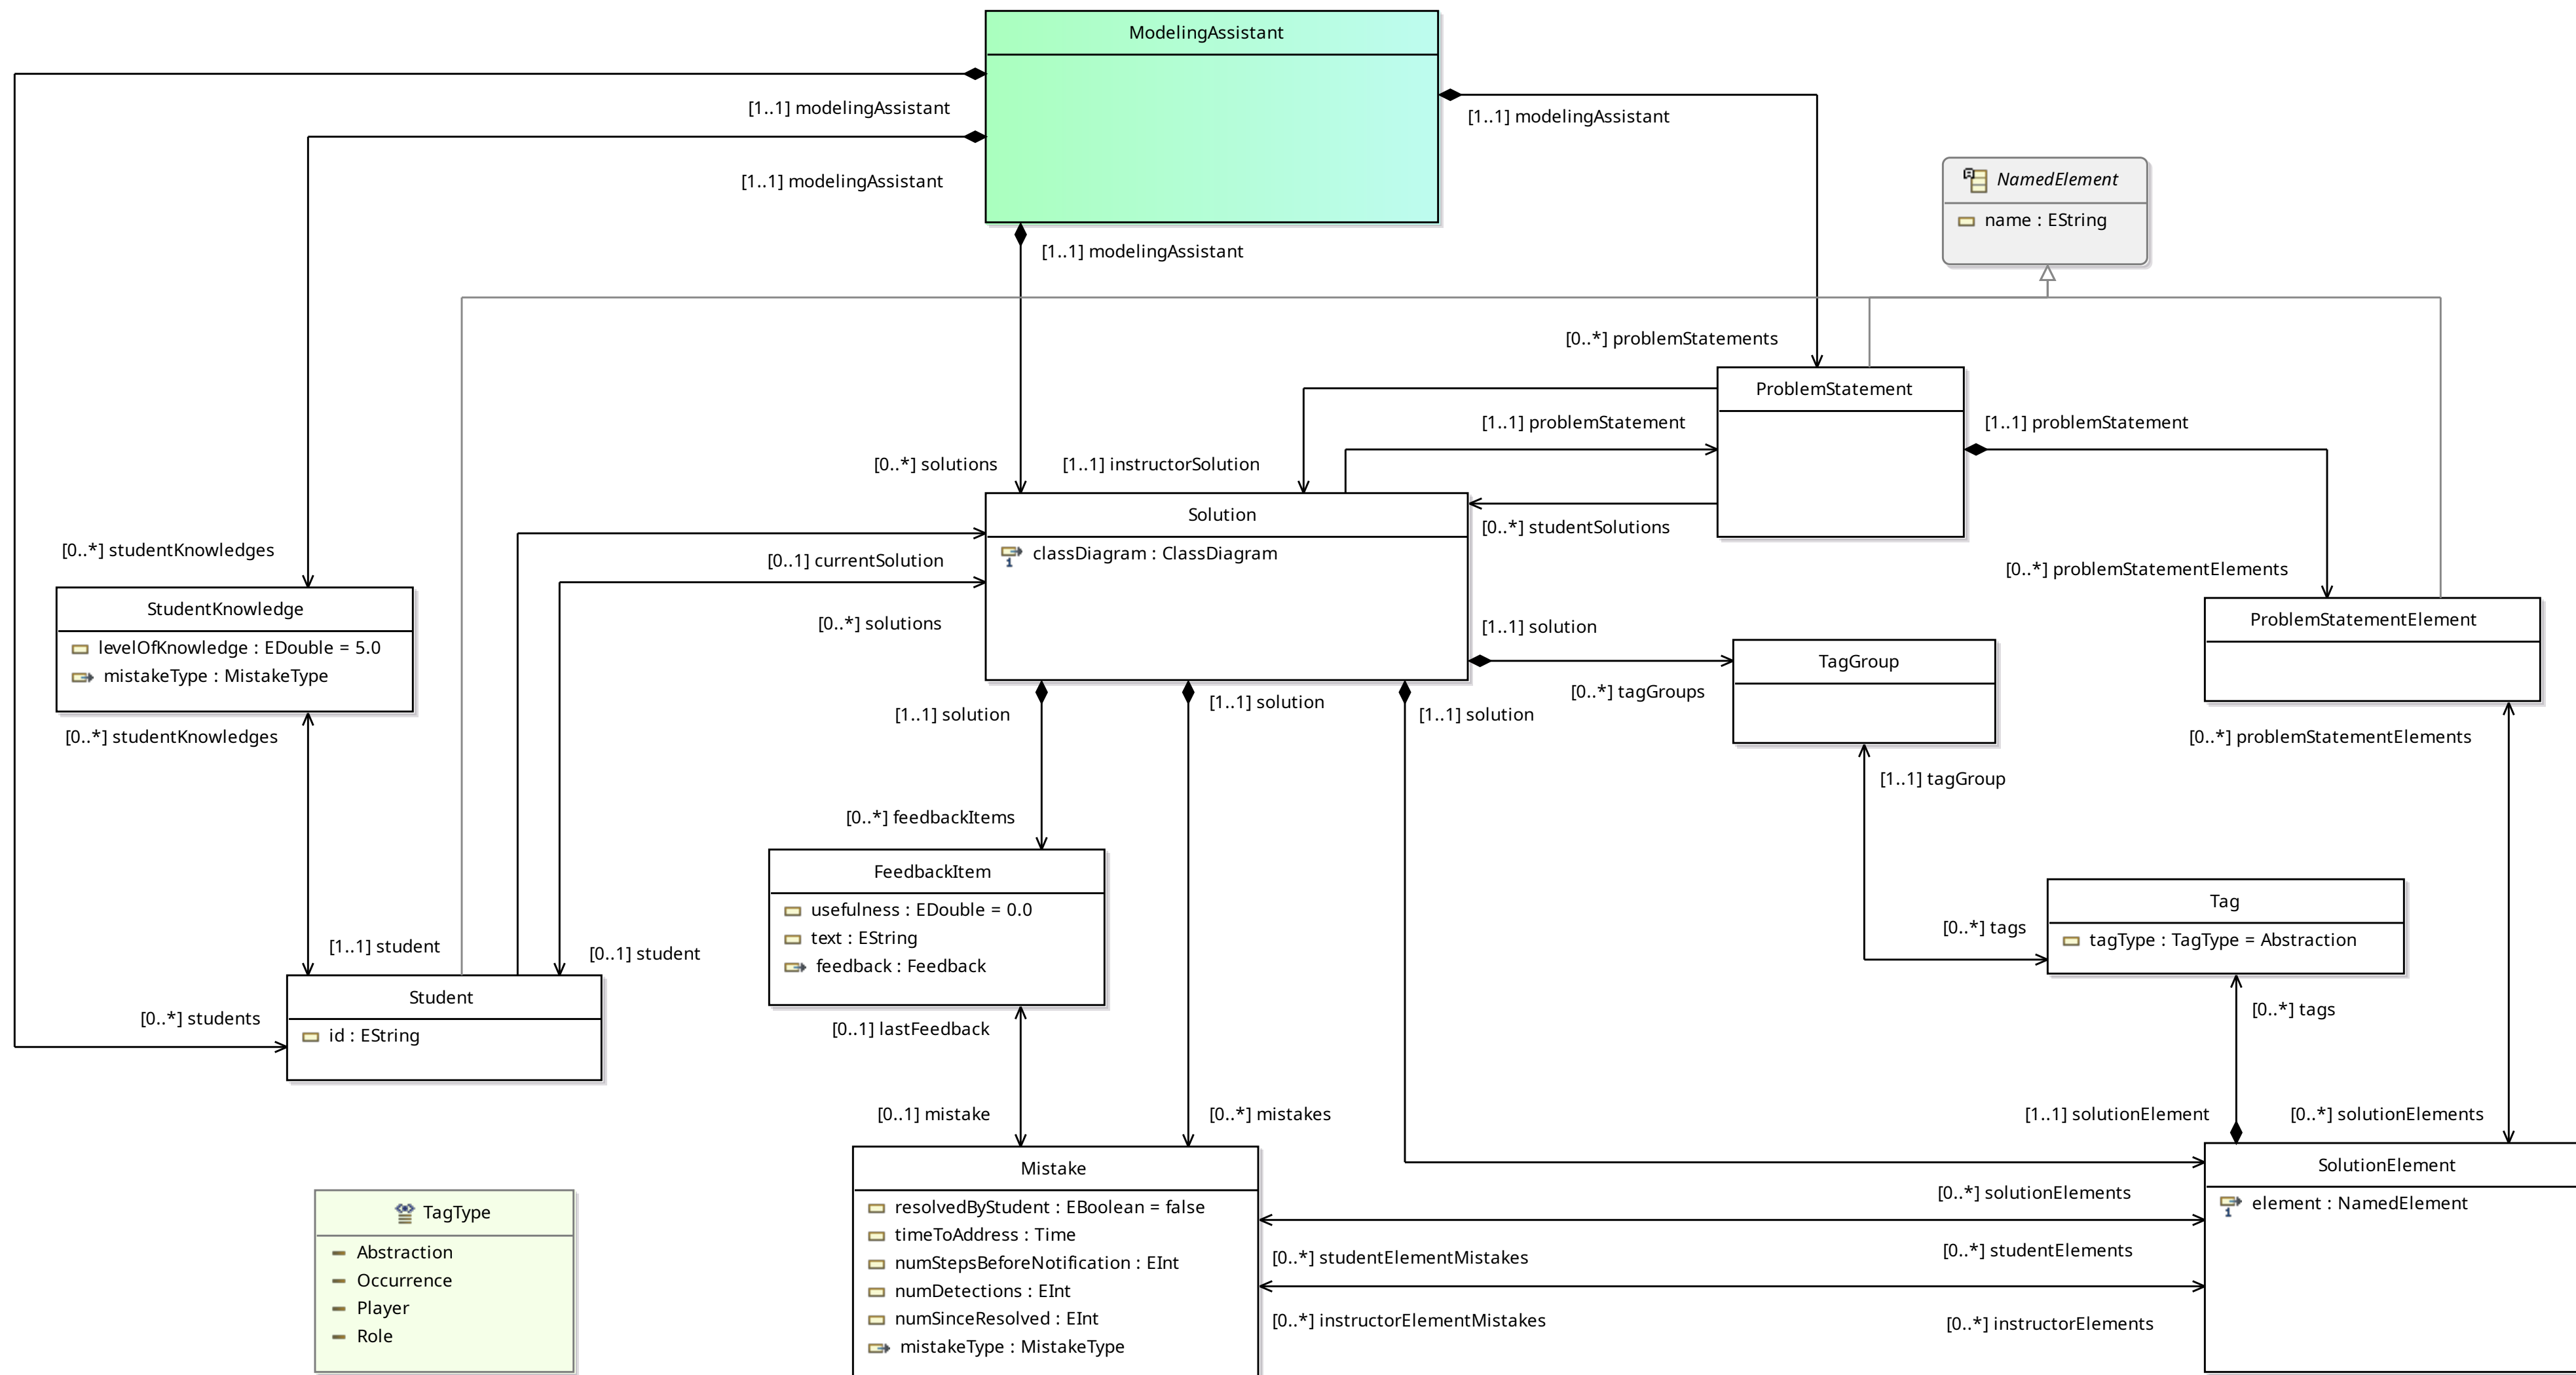 ModelingAssistant
[1..1] modelingAssistant
[1..1] modelingAssistant
[1..1] modelingAssistant
[1..1] modelingAssistant
NamedElement
name : EString
[0..*] problemStatements
ProblemStatement
[1..1] problemStatement
[1..1] problemStatement
[0..*] solutions
[1..1] instructorSolution
Solution
classDiagram : ClassDiagram
1
[0..*] studentSolutions
[0..*] studentKnowledges
[0..1] currentSolution
[0..*] problemStatementElements
StudentKnowledge
levelOfKnowledge : EDouble = 5.0
mistakeType : MistakeType
[0..*] solutions
[1..1] solution
ProblemStatementElement
TagGroup
[0..*] tagGroups
[1..1] solution
[1..1] solution
[1..1] solution
[0..*] studentKnowledges
[0..*] problemStatementElements
[1..1] tagGroup
[0..*] feedbackItems
FeedbackItem
usefulness : EDouble = 0.0
text : EString
feedback : Feedback
Tag
tagType : TagType = Abstraction
[0..*] tags
[1..1] student
[0..1] student
Student
id : EString
[0..*] students
[0..1] lastFeedback
[0..*] tags
[0..1] mistake
[0..*] mistakes
[1..1] solutionElement
[0..*] solutionElements
Mistake
resolvedByStudent : EBoolean = false
timeToAddress : Time
numStepsBeforeNotification : EInt
numDetections : EInt
numSinceResolved : EInt
mistakeType : MistakeType
SolutionElement
element : NamedElement
1
[0..*] solutionElements
[0..*] studentElementMistakes
[0..*] studentElements
[0..*] instructorElementMistakes
[0..*] instructorElements
TagType
Abstraction
Occurrence
Player
Role